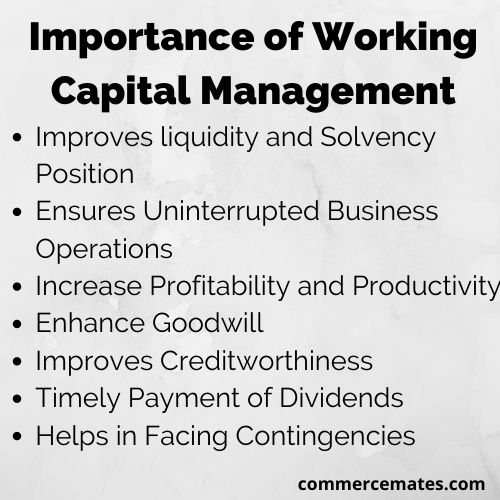 Importance of Working
Capital Management
• Improves liquidity and Solvency
Position
• Ensures Uninterrupted Business
Operations
• Increase Profitability and Productivity
• Enhance Goodwill
• Improves Creditworthiness
• Timely Payment of Dividends
• Helps in Facing Contingencies
commercemates.com